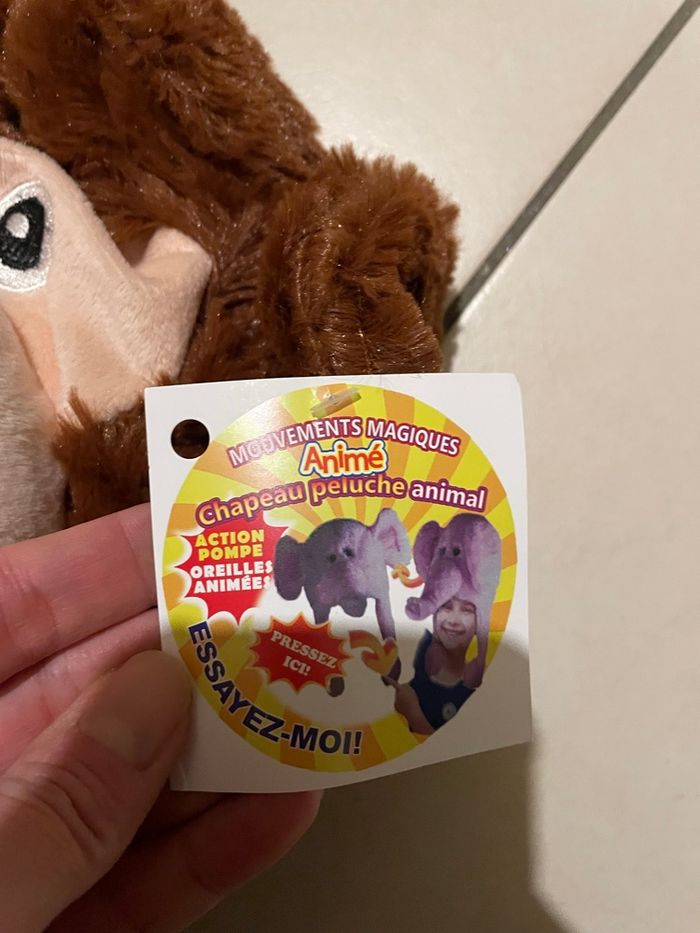 MOUVEMENTS MAGIQUES
Animé
Chapeau peluche animal
ACTION
POMPE
OREILLES
ANIMÉES
PRESSEZ
ICI!
ESSAYEZ-MOI!